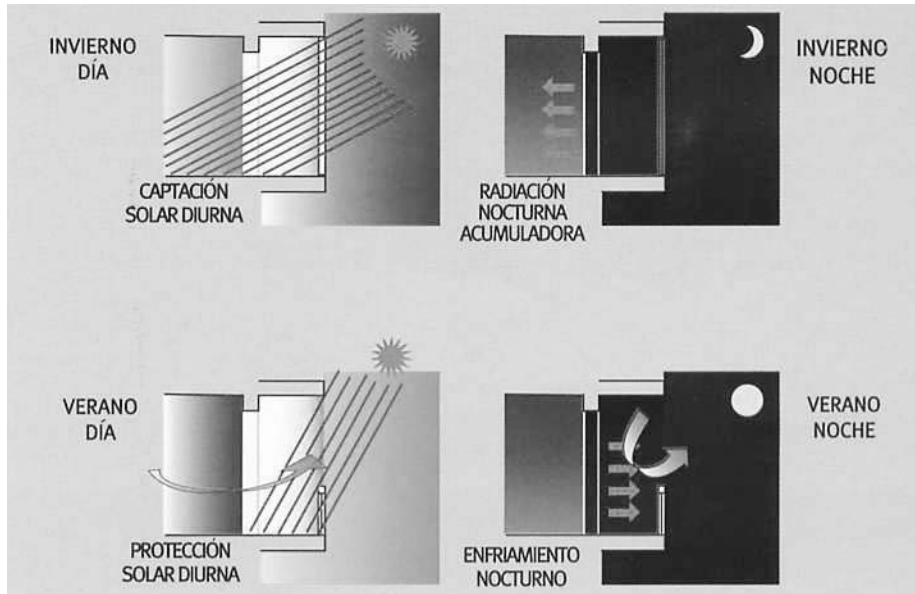 INVIERNO
DÍA
CAPTACIÓN
SOLAR DIURNA
INVIERNO
NOCHE
RADIACIÓN
NOCTURNA
ACUMULADORA
VERANO
DÍA
PROTECCIÓN
SOLAR DIURNA
VERANO
NOCHE
ENFRIAMIENTO
NOCTURNO